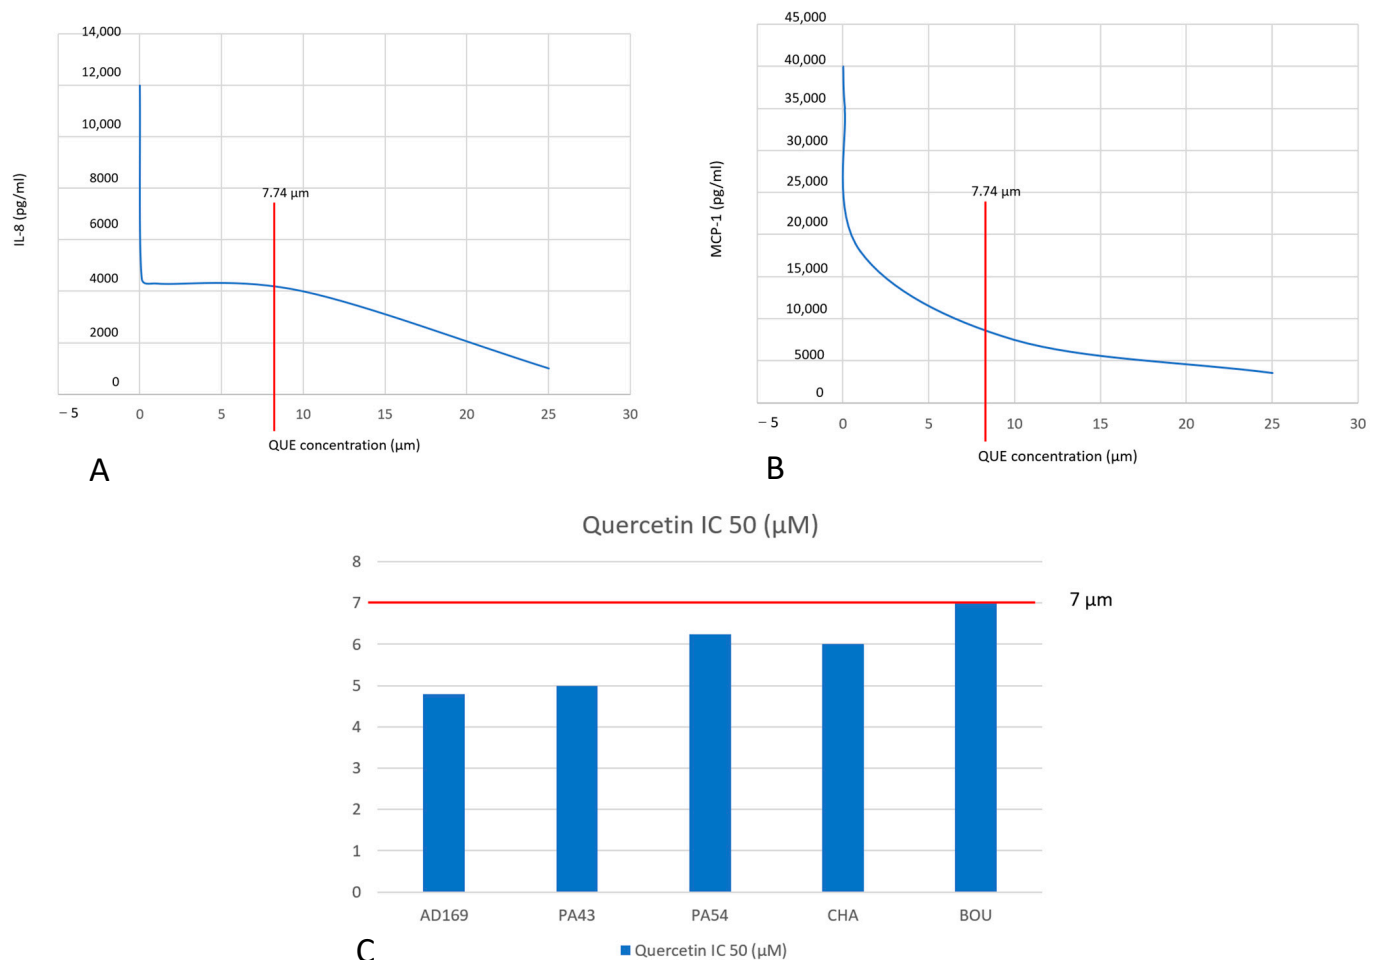 14,000
12,000
10,000
8000
6000
4000
2000
0
IL-8 (pg/ml)
7.74 µm
– 5 0 5 10 15 20 25 30
QUE concentration (µm)
A
45,000
40,000
35,000
30,000
25,000
20,000
15,000
10,000
5000
0
MCP-1 (pg/ml)
7.74 µm
– 5 0 5 10 15 20 25 30
QUE concentration (µm)
B
Quercetin IC 50 (µM)
8
7
6
5
4
3
2
1
0
7 µm
AD169 PA43 PA54 CHA BOU
Quercetin IC 50 (µM)
C